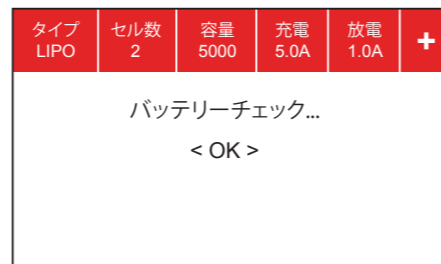 タイプ セル数 容量 充電 放電 +
LIPO 2 5000 5.0A 1.0A
バッテリーチェック...
< OK >